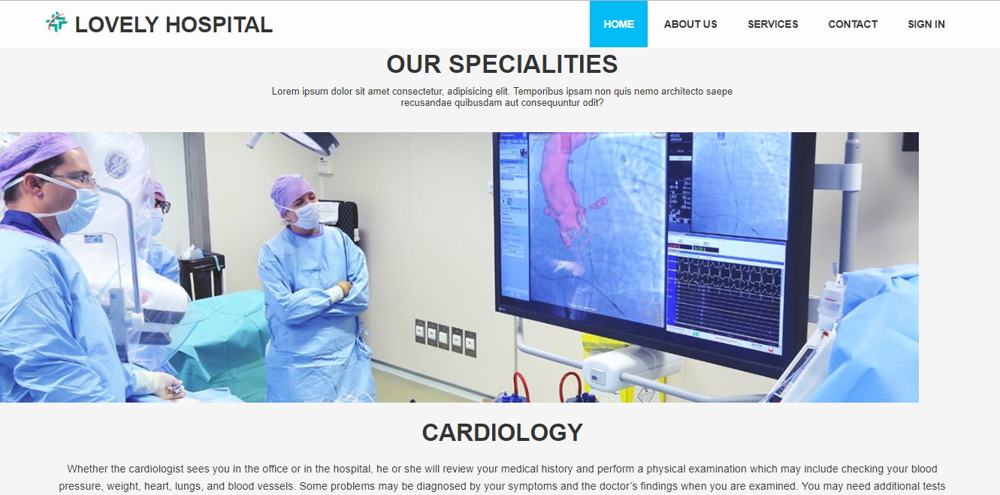 LOVELY HOSPITAL
HOME
ABOUT US
SERVICES
CONTACT
SIGN IN
OUR SPECIALITIES
Lorem ipsum dolor sit amet consectetur, adipisicing elit. Temporibus ipsam non quis nemo architecto saepe
recusandae quibusdam aut consequuntur odit?
CARDIOLOGY
Whether the cardiologist sees you in the office or in the hospital, he or she will review your medical history and perform a physical examination which may include checking your blood
pressure, weight, heart, lungs, and blood vessels. Some problems may be diagnosed by your symptoms and the doctor’s findings when you are examined. You may need additional tests